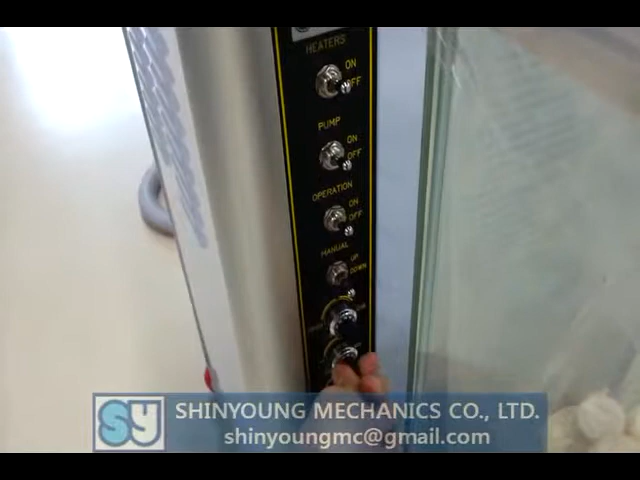 HEATERS
ON
OFF
PUMP
ON
OFF
OPERATION
ON
OFF
MANUAL
UP
DOWN
SY
SHINYOUNG MECHANICS CO., LTD.
shinyoungmc@gmail.com